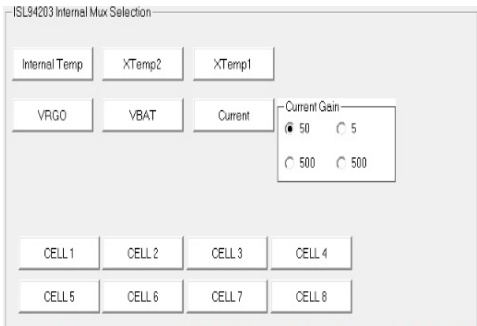 ISL94203 Internal Mux Selection
Internal Temp XTemp2 XTemp1
VRGO VBAT Current
Current Gain
50 5
500 500
CELL 1 CELL 2 CELL 3 CELL 4
CELL 5 CELL 6 CELL 7 CELL 8